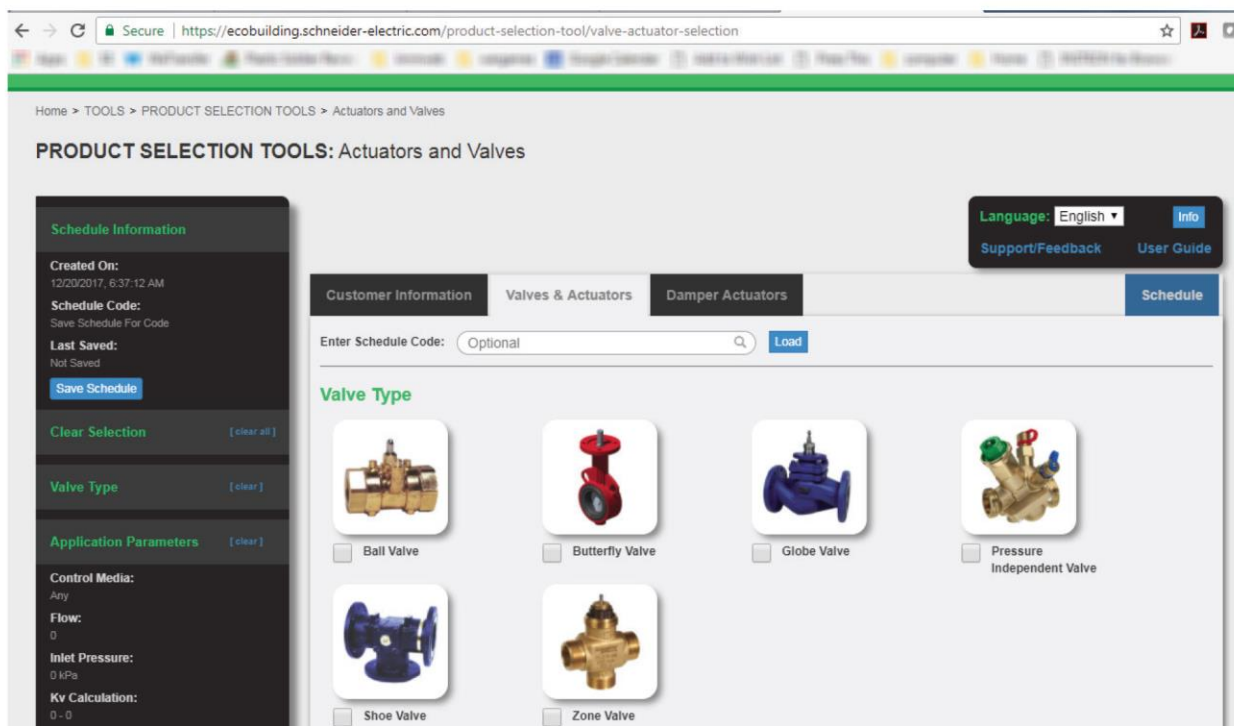 Secure | https://ecobuilding.schneider-electric.com/product-selection-tool/valve-actuator-selection
Home > TOOLS > PRODUCT SELECTION TOOLS > Actuators and Valves
PRODUCT SELECTION TOOLS: Actuators and Valves
Schedule Information
Created On:
12/20/2017, 6:37:12 AM
Schedule Code:
Save Schedule For Code
Last Saved:
Not Saved
Save Schedule
Clear Selection [clear all]
Valve Type [clear]
Application Parameters [clear]
Control Media:
Any
Flow:
0
Inlet Pressure:
0 kPa
Kv Calculation:
0 - 0
Language: English Info
Support/Feedback User Guide
Customer Information Valves & Actuators Damper Actuators Schedule
Enter Schedule Code: Optional Load
Valve Type
Ball Valve Butterfly Valve Globe Valve Pressure
Independent Valve
Shoe Valve Zone Valve